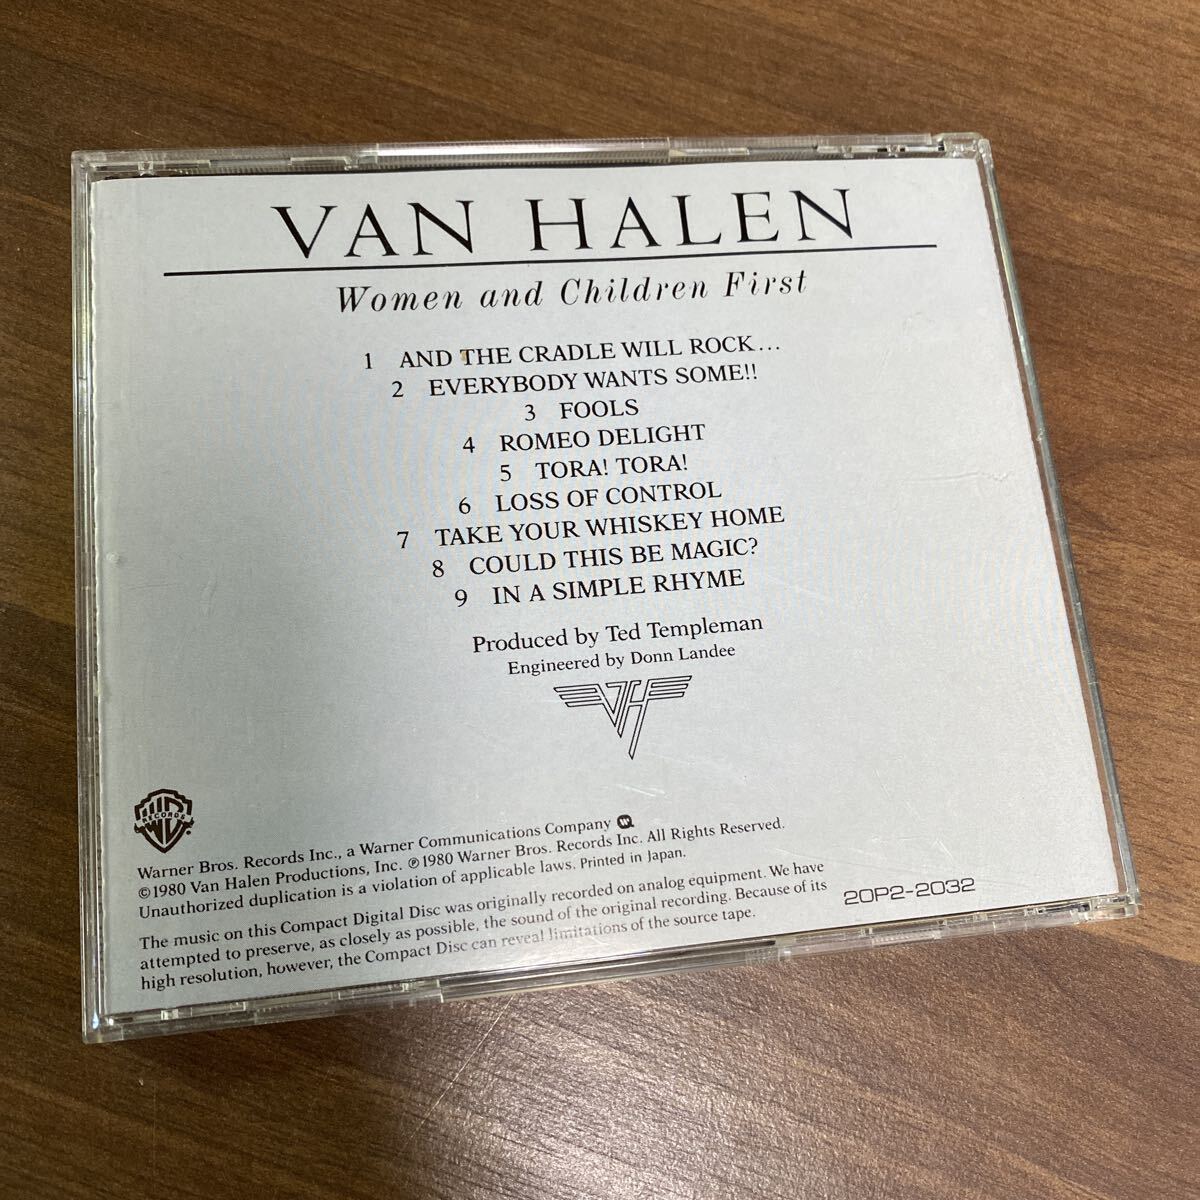 VAN HALEN
Women and Children First
1 AND THE CRADLE WILL ROCK...
2 EVERYBODY WANTS SOME!!
3 FOOLS
4 ROMEO DELIGHT
5 TORA! TORA!
6 LOSS OF CONTROL
7 TAKE YOUR WHISKEY HOME
8 COULD THIS BE MAGIC?
9 IN A SIMPLE RHYME
Produced by Ted Templeman
Engineered by Donn Landee
VH
RECORDS
Warner Bros. Records Inc., a Warner Communications Company
©1980 Van Halen Productions, Inc. ℗1980 Warner Bros. Records Inc. All Rights Reserved.
Unauthorized duplication is a violation of applicable laws. Printed in Japan.
The music on this Compact Digital Disc was originally recorded on analog equipment. We have
attempted to preserve, as closely as possible, the sound of the original recording. Because of its
high resolution, however, the Compact Disc can reveal limitations of the source tape.
20P2-2032